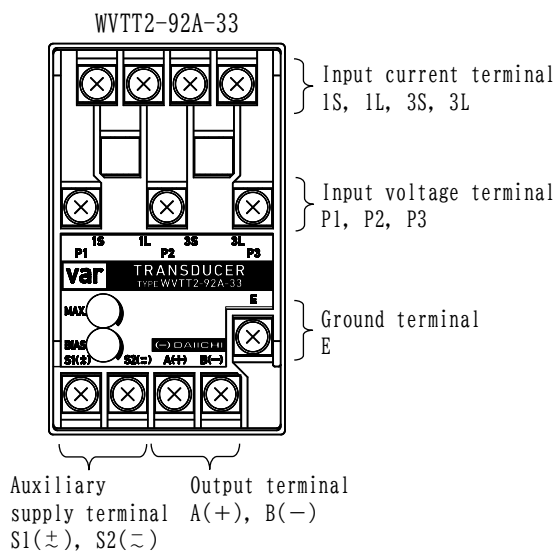 WVTT2-92A-33
Input current terminal
1S, 1L, 3S, 3L
Input voltage terminal
P1, P2, P3
1S 1L 3S 3L
P1 P2 P3
var TRANSDUCER
TYPE WVTT2-92A-33
E
MAX.
Ground terminal
E
BIAS DAIICHI
S1(±) S2(=) A(+) B(−)
Auxiliary
supply terminal
S1(±~), S2(−~)
Output terminal
A(+), B(−)